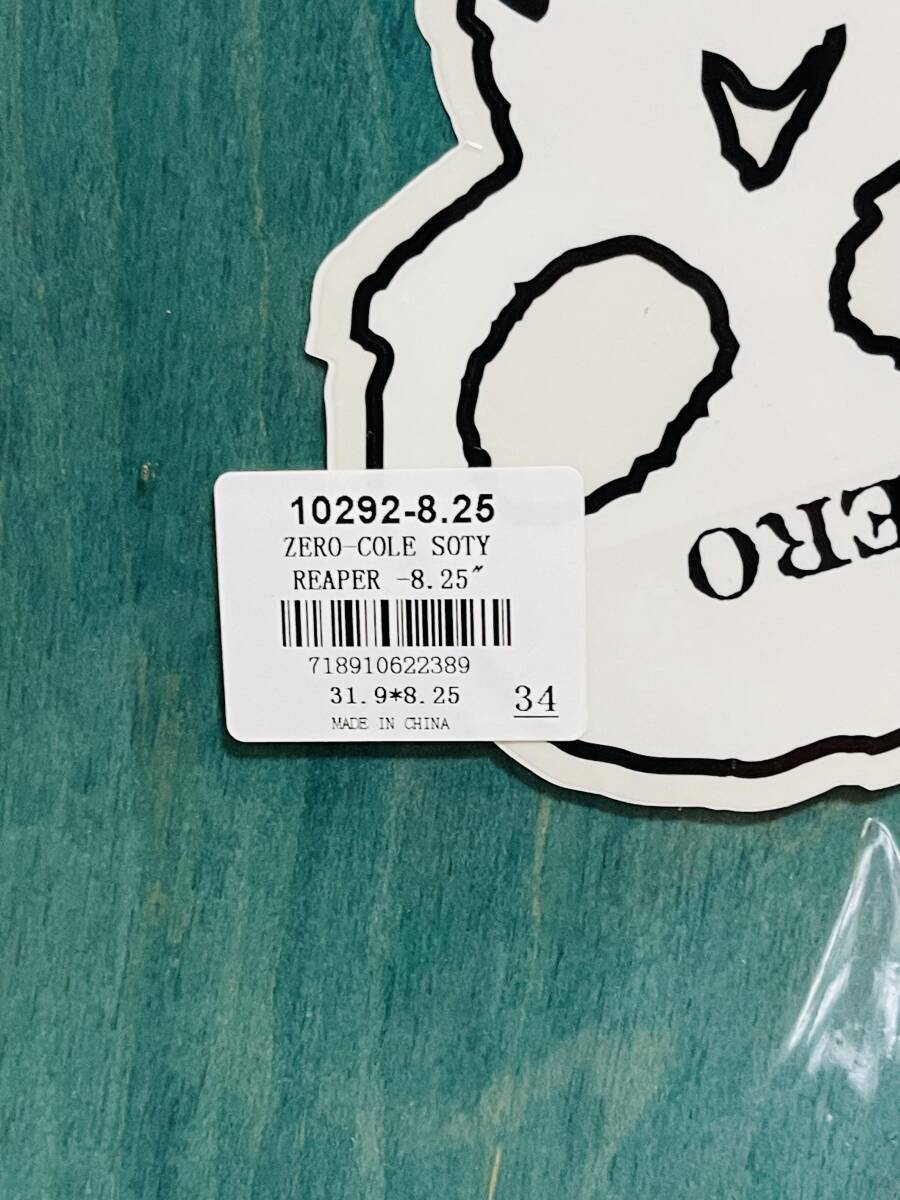 10292-8.25
ZERO-COLE SOTY
REAPER -8.25″
718910622389
31.9*8.25
34
MADE IN CHINA
ERO